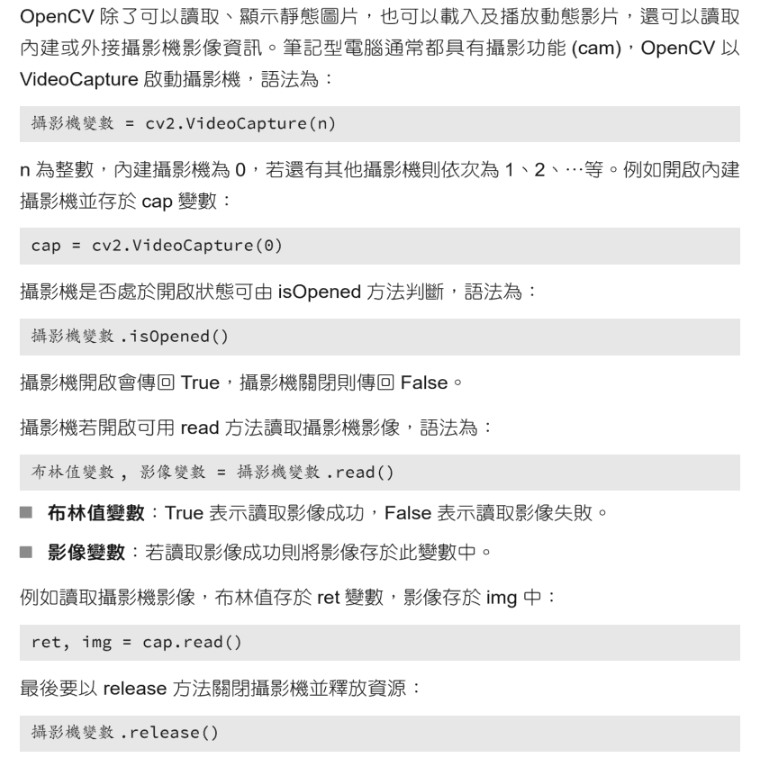 OpenCV 除了可以讀取、顯示靜態圖片，也可以載入及播放動態影片，還可以讀取
內建或外接攝影機影像資訊。筆記型電腦通常都具有攝影功能 (cam)，OpenCV 以
VideoCapture 啟動攝影機，語法為：
攝影機變數 = cv2.VideoCapture(n)
n 為整數，內建攝影機為 0，若還有其他攝影機則依次為 1、2、…等。例如開啟內建
攝影機並存於 cap 變數：
cap = cv2.VideoCapture(0)
攝影機是否處於開啟狀態可由 isOpened 方法判斷，語法為：
攝影機變數 .isOpened()
攝影機開啟會傳回 True，攝影機關閉則傳回 False。
攝影機若開啟可用 read 方法讀取攝影機影像，語法為：
布林值變數 , 影像變數 = 攝影機變數 .read()
■ 布林值變數：True 表示讀取影像成功，False 表示讀取影像失敗。
■ 影像變數：若讀取影像成功則將影像存於此變數中。
例如讀取攝影機影像，布林值存於 ret 變數，影像存於 img 中：
ret, img = cap.read()
最後要以 release 方法關閉攝影機並釋放資源：
攝影機變數 .release()